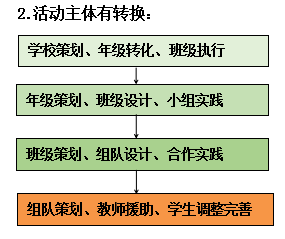 2.活动主体有转换：
学校策划、年级转化、班级执行
年级策划、班级设计、小组实践
班级策划、组队设计、合作实践
组队策划、教师援助、学生调整完善